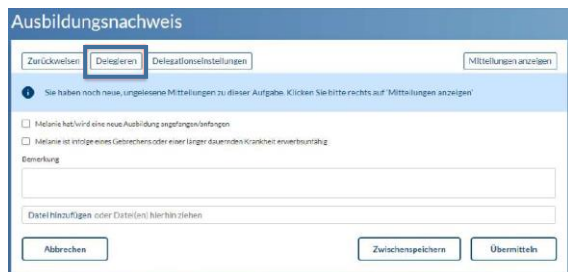 Ausbildungsnachweis
Zurückweisen Delegieren Delegationseinstellungen Mitteilungen anzeigen
Sie haben noch neue, ungelesene Mitteilungen zu dieser Aufgabe. Klicken Sie bitte rechts auf 'Mitteilungen anzeigen'
Melanie hat/wird eine neue Ausbildung angefangen/anfangen
Melanie ist infolge eines Gebrechens oder einer länger dauernden Krankheit erwerbsunfähig
Bemerkung
Datei hinzufügen oder Datei(en) hierhin ziehen
Abbrechen Zwischenspeichern Übermitteln